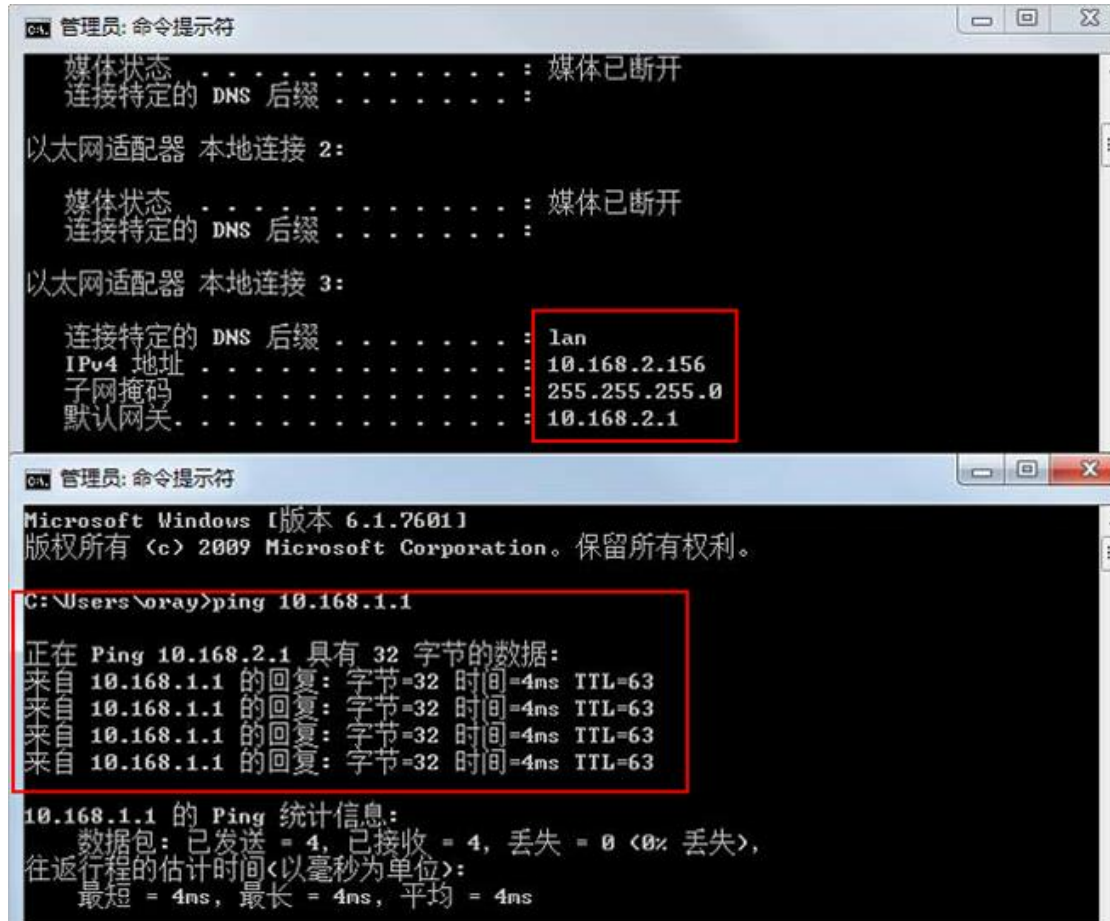 管理员: 命令提示符
媒体状态 . . . . . . . . . . . . : 媒体已断开
连接特定的 DNS 后缀 . . . . . . . :
以太网适配器 本地连接 2:
媒体状态 . . . . . . . . . . . . : 媒体已断开
连接特定的 DNS 后缀 . . . . . . . :
以太网适配器 本地连接 3:
连接特定的 DNS 后缀 . . . . . . . : lan
IPv4 地址 . . . . . . . . . . . . : 10.168.2.156
子网掩码 . . . . . . . . . . . . : 255.255.255.0
默认网关. . . . . . . . . . . . . : 10.168.2.1
管理员: 命令提示符
Microsoft Windows [版本 6.1.7601]
版权所有 (c) 2009 Microsoft Corporation。保留所有权利。
C:\Users\oray>ping 10.168.1.1
正在 Ping 10.168.2.1 具有 32 字节的数据:
来自 10.168.1.1 的回复: 字节=32 时间=4ms TTL=63
来自 10.168.1.1 的回复: 字节=32 时间=4ms TTL=63
来自 10.168.1.1 的回复: 字节=32 时间=4ms TTL=63
来自 10.168.1.1 的回复: 字节=32 时间=4ms TTL=63
10.168.1.1 的 Ping 统计信息:
数据包: 已发送 = 4, 已接收 = 4, 丢失 = 0 (0% 丢失),
往返行程的估计时间(以毫秒为单位):
最短 = 4ms, 最长 = 4ms, 平均 = 4ms